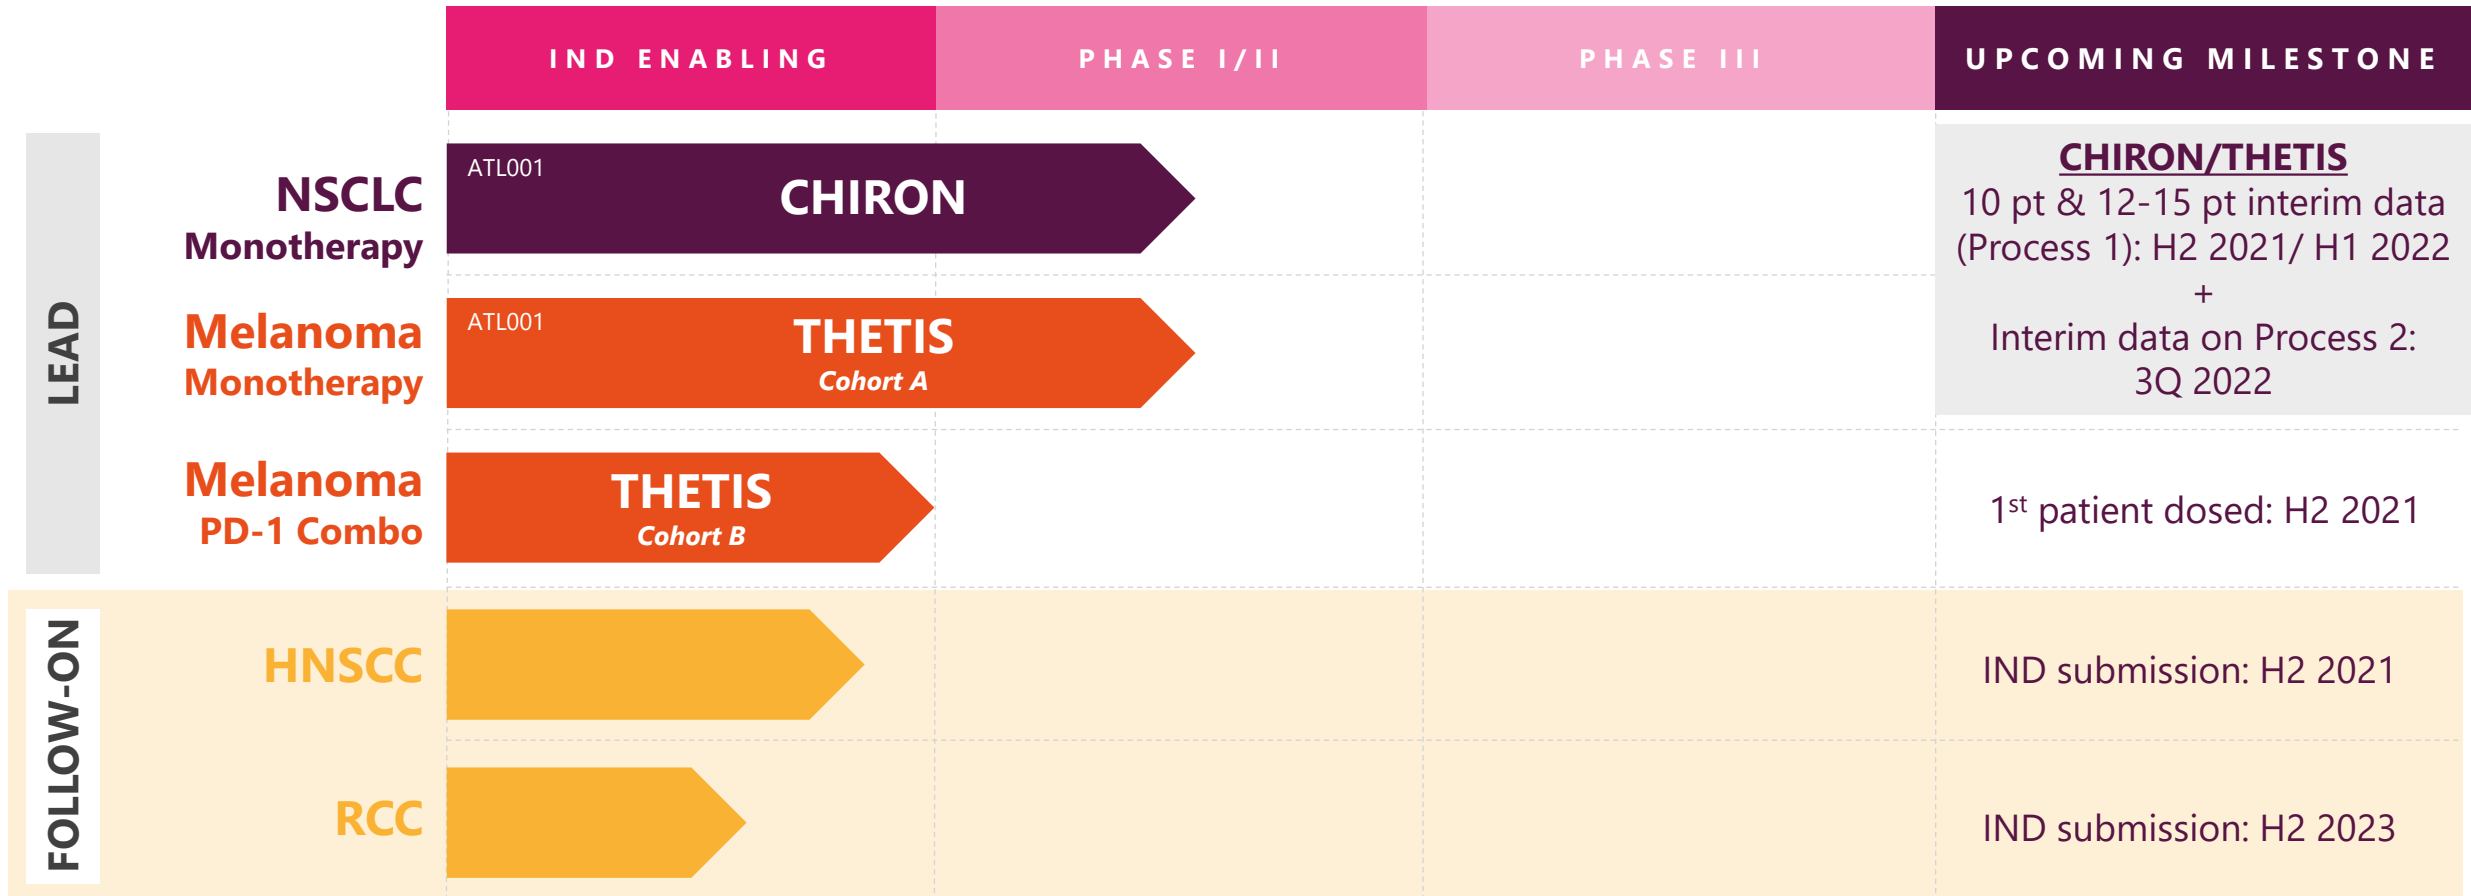 IND ENABLING
PHASE I/II
PHASE III
UPCOMING MILESTONE
LEAD
NSCLC
Monotherapy
ATL001
CHIRON
CHIRON/THETIS
10 pt & 12-15 pt interim data
(Process 1): H2 2021/ H1 2022
+
Interim data on Process 2:
3Q 2022
Melanoma
Monotherapy
ATL001
THETIS
Cohort A
Melanoma
PD-1 Combo
THETIS
Cohort B
1st patient dosed: H2 2021
FOLLOW-ON
HNSCC
IND submission: H2 2021
RCC
IND submission: H2 2023